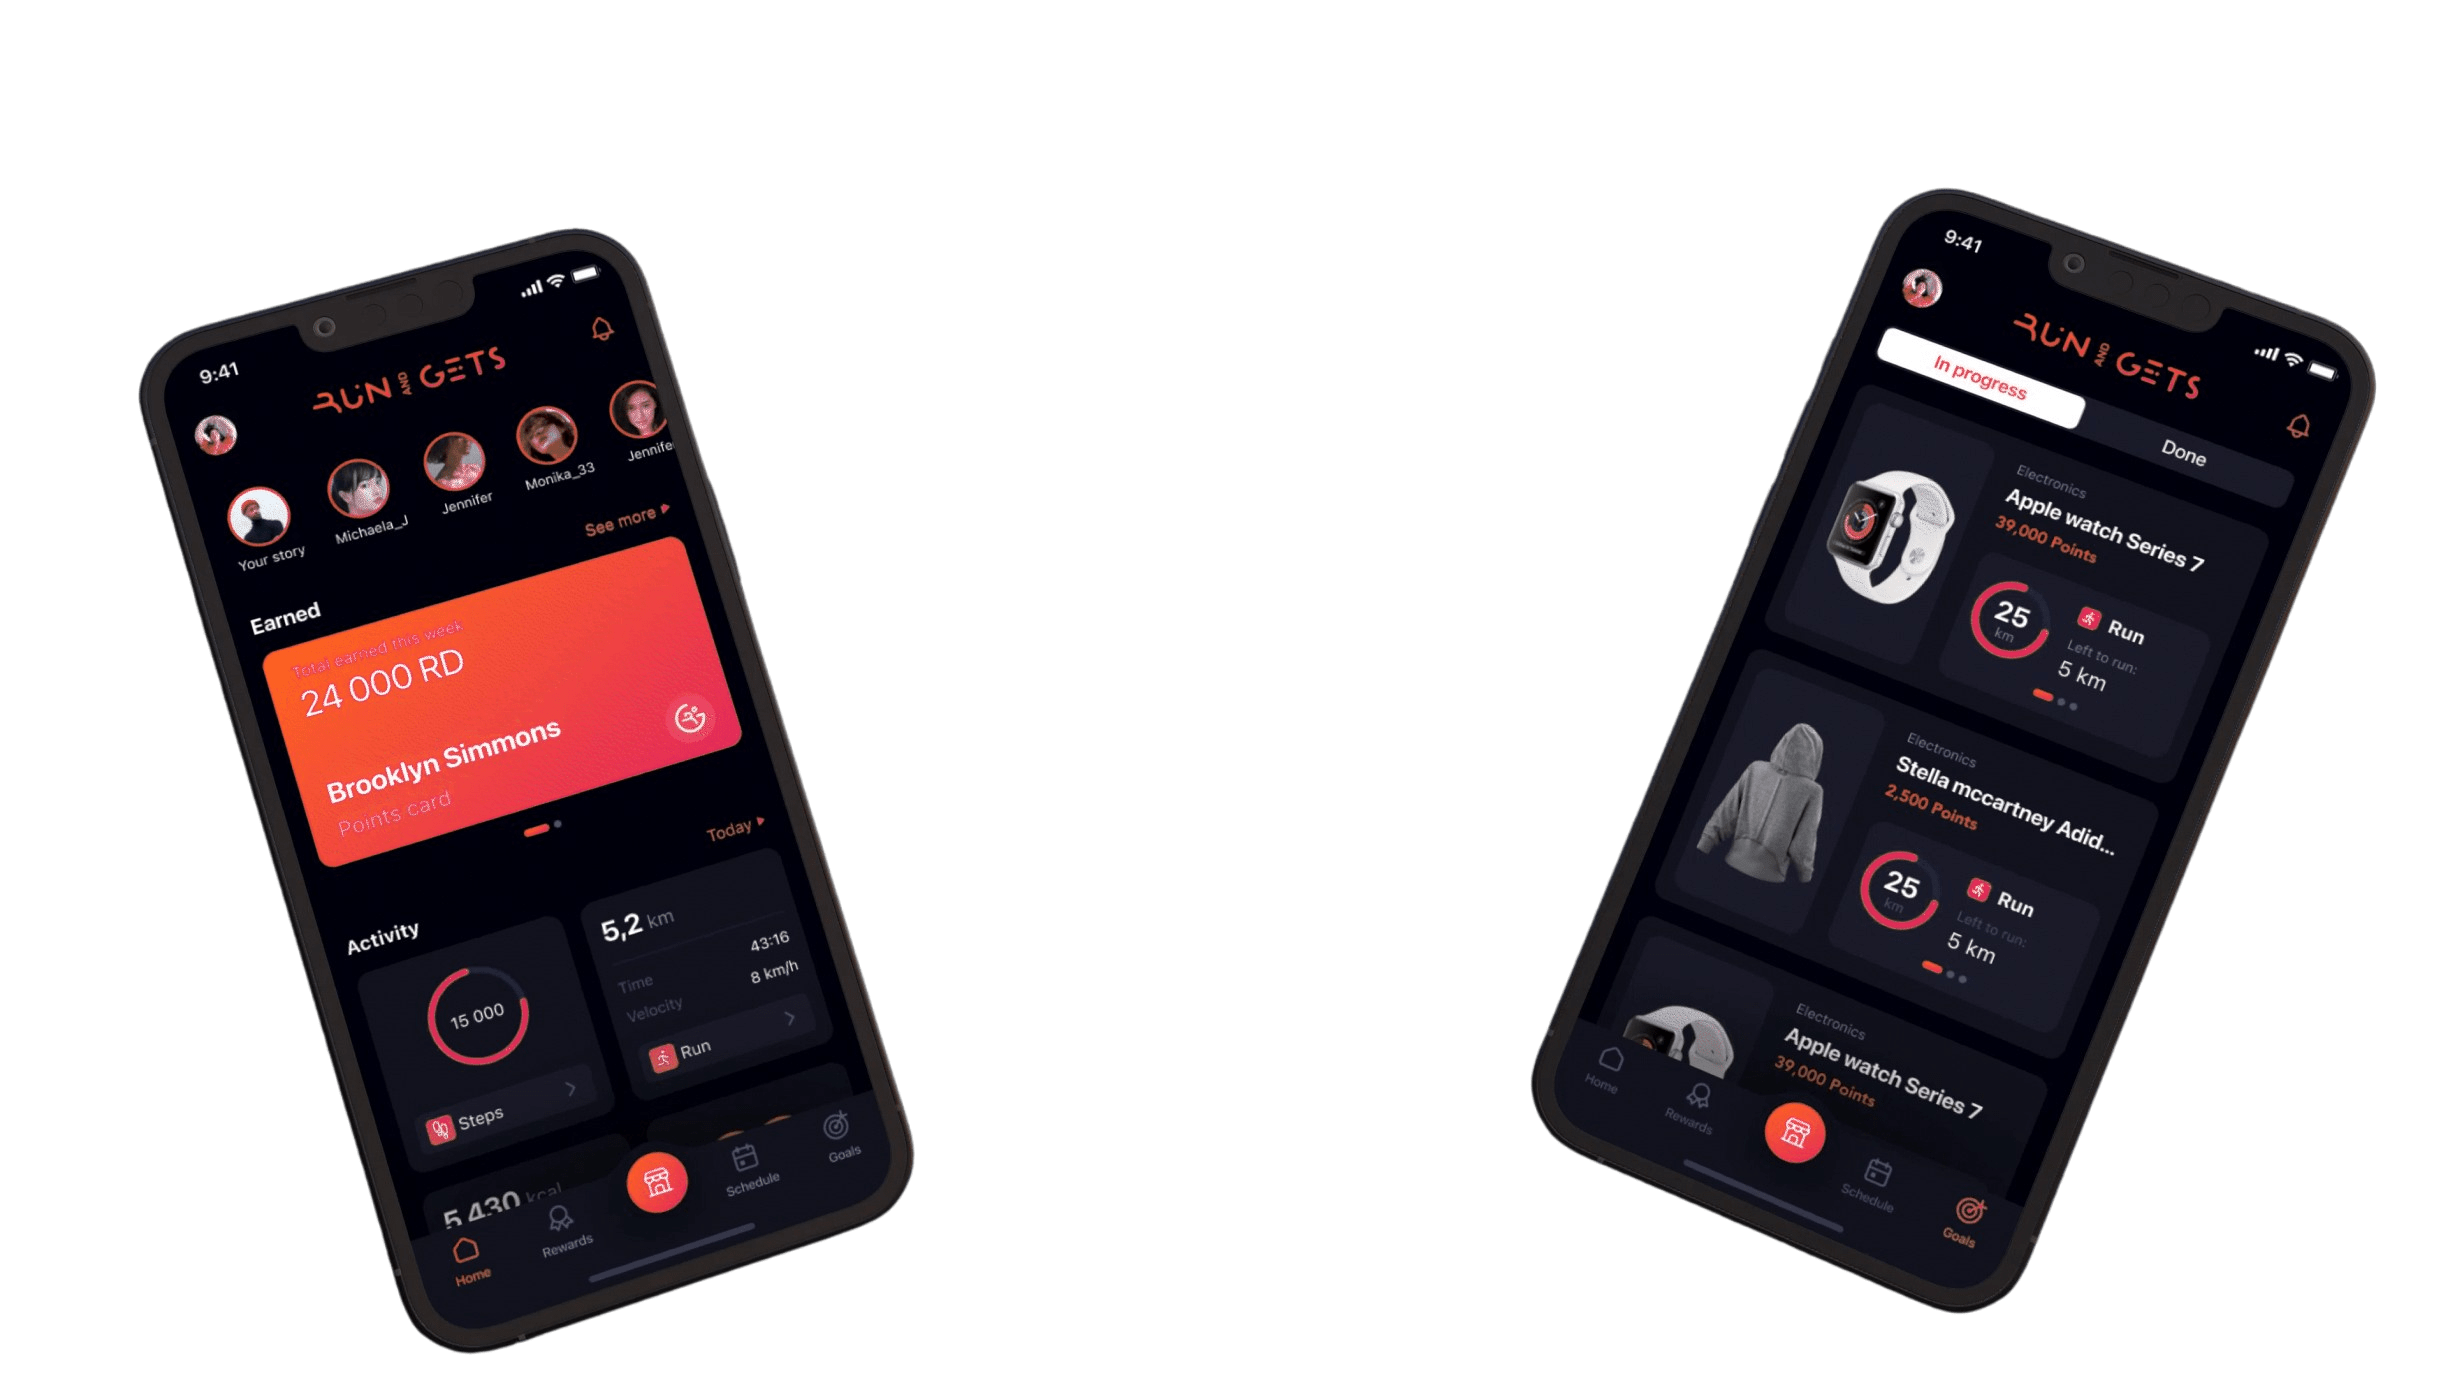 9:41
RUN AND GETS
Your story
Michaela_J
Jennifer
Monika_33
Jennife
See more
Earned
Total earned this week
24 000 RD
Brooklyn Simmons
Points card
Today
Activity
15 000
Steps
5,2 km
Time 43:16
Velocity 8 km/h
Run
5 430 kcal
Home
Rewards
Schedule
Goals
9:41
RUN AND GETS
In progress
Done
Electronics
Apple watch Series 7
39,000 Points
25
km
Run
Left to run:
5 km
Electronics
Stella mccartney Adid...
2,500 Points
25
km
Run
Left to run:
5 km
Electronics
Apple watch Series 7
39,000 Points
Home
Rewards
Schedule
Goals